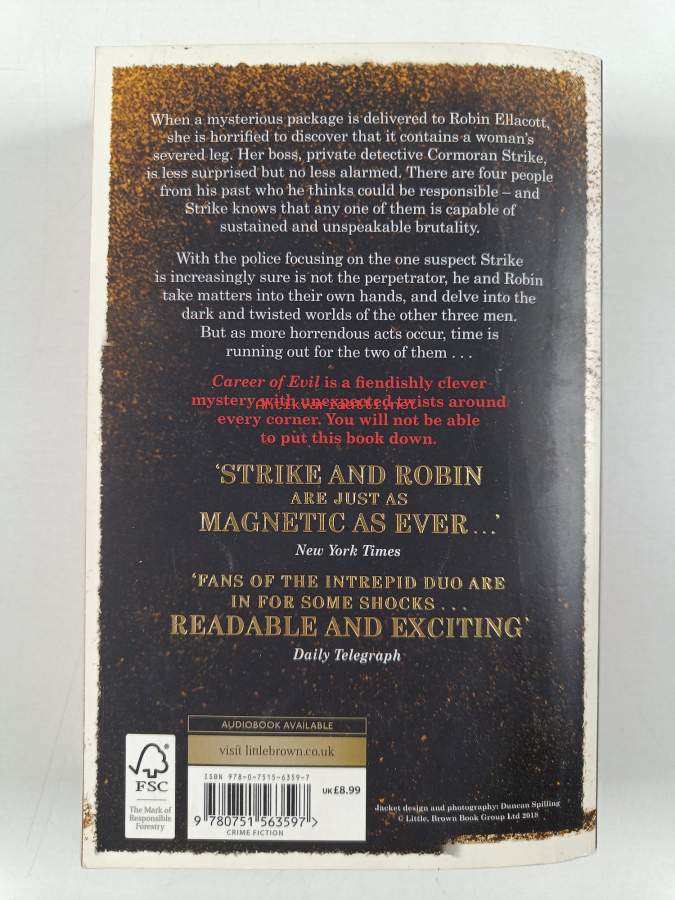 When a mysterious package is delivered to Robin Ellacott,
she is horrified to discover that it contains a woman's
severed leg. Her boss, private detective Cormoran Strike,
is less surprised but no less alarmed. There are four people
from his past who he thinks could be responsible – and
Strike knows that any one of them is capable of
sustained and unspeakable brutality.
With the police focusing on the one suspect Strike
is increasingly sure is not the perpetrator, he and Robin
take matters into their own hands, and delve into the
dark and twisted worlds of the other three men.
But as more horrendous acts occur, time is
running out for the two of them . . .
Career of Evil is a fiendishly clever
mystery with unexpected twists around
every corner. You will not be able
to put this book down.
'STRIKE AND ROBIN
ARE JUST AS
MAGNETIC AS EVER...'
New York Times
'FANS OF THE INTREPID DUO ARE
IN FOR SOME SHOCKS . . .
READABLE AND EXCITING'
Daily Telegraph
AUDIOBOOK AVAILABLE
visit littlebrown.co.uk
ISBN 978-0-7515-6359-7
UK £8.99
9 780751 563597 >
CRIME FICTION
FSC
The Mark of
Responsible
Forestry
Jacket design and photography: Duncan Spilling
© Little, Brown Book Group Ltd 2018